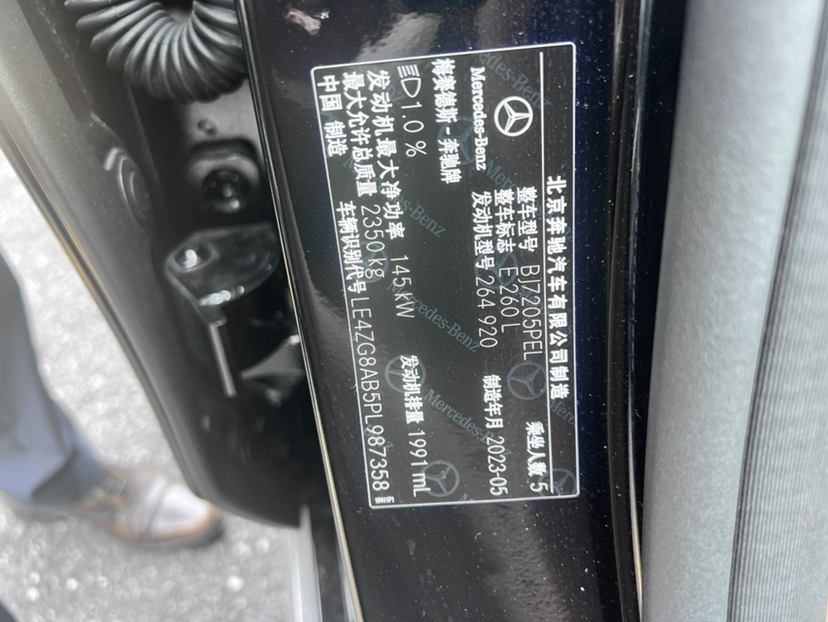 北京奔驰汽车有限公司制造
整车型号 BJ7205PEL 乘坐人数 5
整车标志 E 260 L
发动机型号 264 920 制造年月 2023-05
Mercedes-Benz
梅赛德斯-奔驰牌
1.0 %
发动机最大净功率 145 kW 发动机排量 1991 mL
最大允许总质量 2350 kg
中国 制造 车辆识别代号 LE4ZG8AB5PL987358